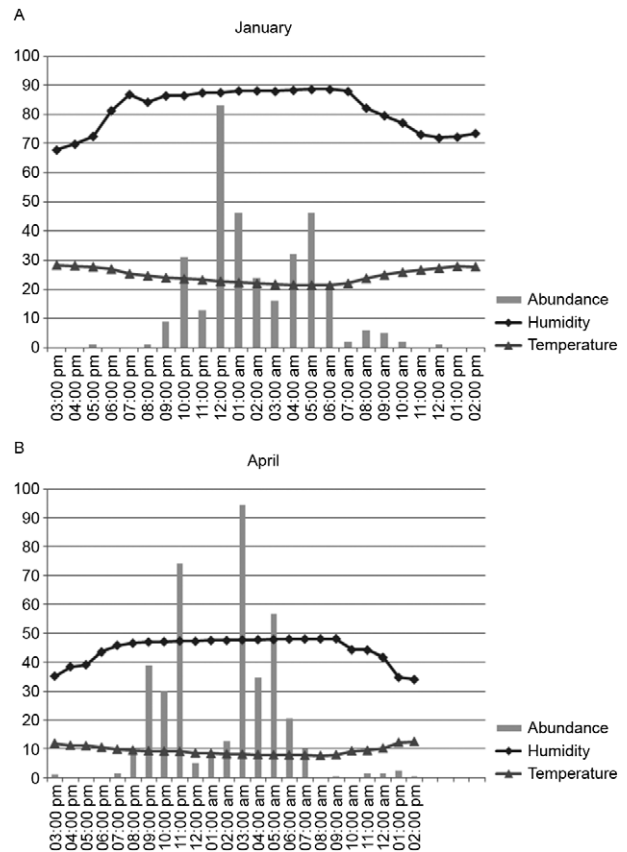 A
January
100
90
80
70
60
50
40
30
20
10
0
03:00 pm
04:00 pm
05:00 pm
06:00 pm
07:00 pm
08:00 pm
09:00 pm
10:00 pm
11:00 pm
12:00 pm
01:00 am
02:00 am
03:00 am
04:00 am
05:00 am
06:00 am
07:00 am
08:00 am
09:00 am
10:00 am
11:00 am
12:00 am
01:00 pm
02:00 pm
Abundance
Humidity
Temperature
B
April
100
90
80
70
60
50
40
30
20
10
0
03:00 pm
04:00 pm
05:00 pm
06:00 pm
07:00 pm
08:00 pm
09:00 pm
10:00 pm
11:00 pm
12:00 pm
01:00 am
02:00 am
03:00 am
04:00 am
05:00 am
06:00 am
07:00 am
08:00 am
09:00 am
10:00 am
11:00 am
12:00 am
01:00 pm
02:00 pm
Abundance
Humidity
Temperature